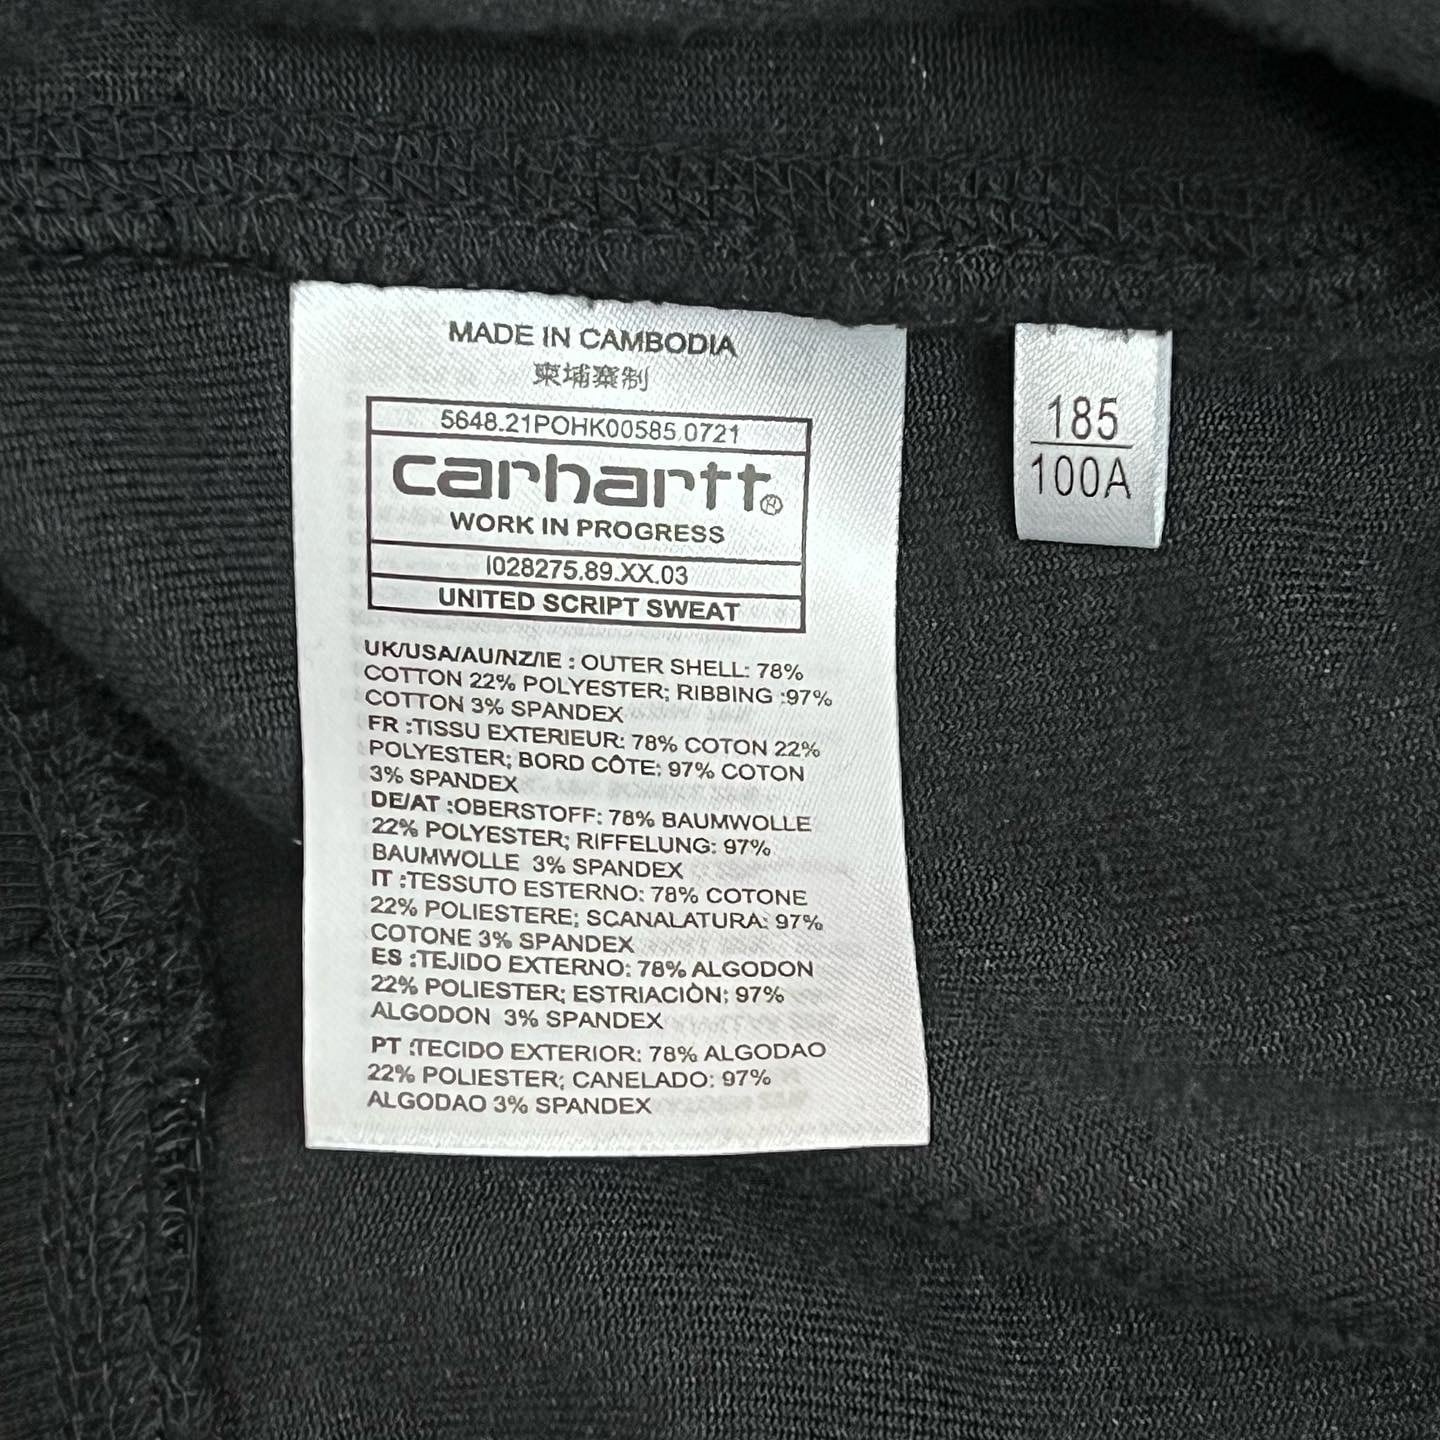 MADE IN CAMBODIA
柬埔寨制
5648.21POHK00585.0721
carhartt®
WORK IN PROGRESS
I028275.89.XX.03
UNITED SCRIPT SWEAT
UK/USA/AU/NZ/IE : OUTER SHELL: 78%
COTTON 22% POLYESTER; RIBBING :97%
COTTON 3% SPANDEX
FR :TISSU EXTERIEUR: 78% COTON 22%
POLYESTER; BORD CÔTE: 97% COTON
3% SPANDEX
DE/AT :OBERSTOFF: 78% BAUMWOLLE
22% POLYESTER; RIFFELUNG: 97%
BAUMWOLLE 3% SPANDEX
IT :TESSUTO ESTERNO: 78% COTONE
22% POLIESTERE; SCANALATURA: 97%
COTONE 3% SPANDEX
ES :TEJIDO EXTERNO: 78% ALGODON
22% POLIESTER; ESTRIACIÒN: 97%
ALGODON 3% SPANDEX
PT :TECIDO EXTERIOR: 78% ALGODAO
22% POLIESTER; CANELADO: 97%
ALGODAO 3% SPANDEX
185
100A